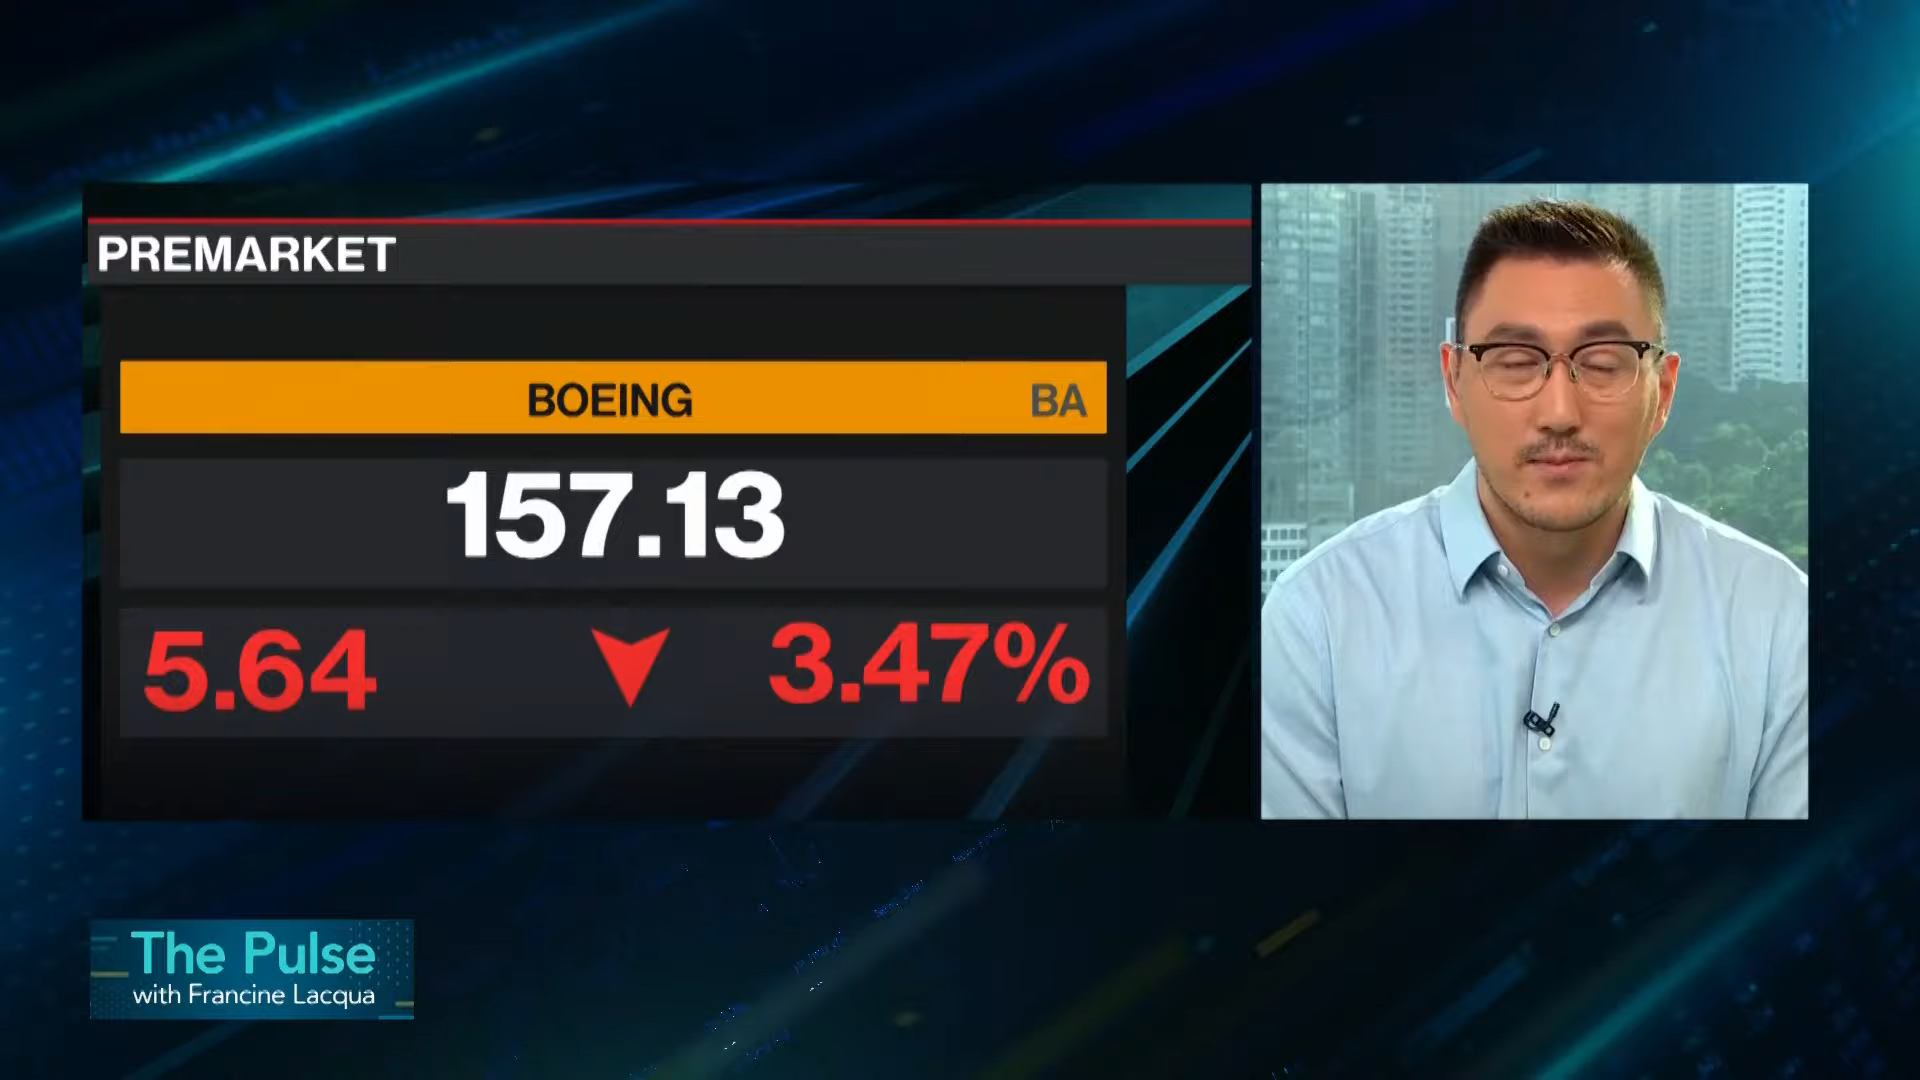 PREMARKET
BOEING BA
157.13
5.64 3.47%
The Pulse
with Francine Lacqua